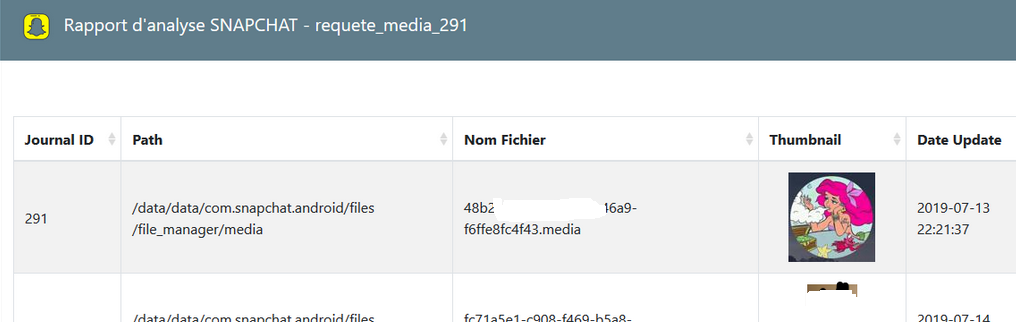 Rapport d'analyse SNAPCHAT - requete_media_291
Journal ID Path Nom Fichier Thumbnail Date Update
291
/data/data/com.snapchat.android/files
/file_manager/media
48b2 46a9-
f6ffe8fc4f43.media
2019-07-13
22:21:37
/data/data/com.snapchat.android/files
fc71a5e1-c908-f469-b5a8-
2019-07-14